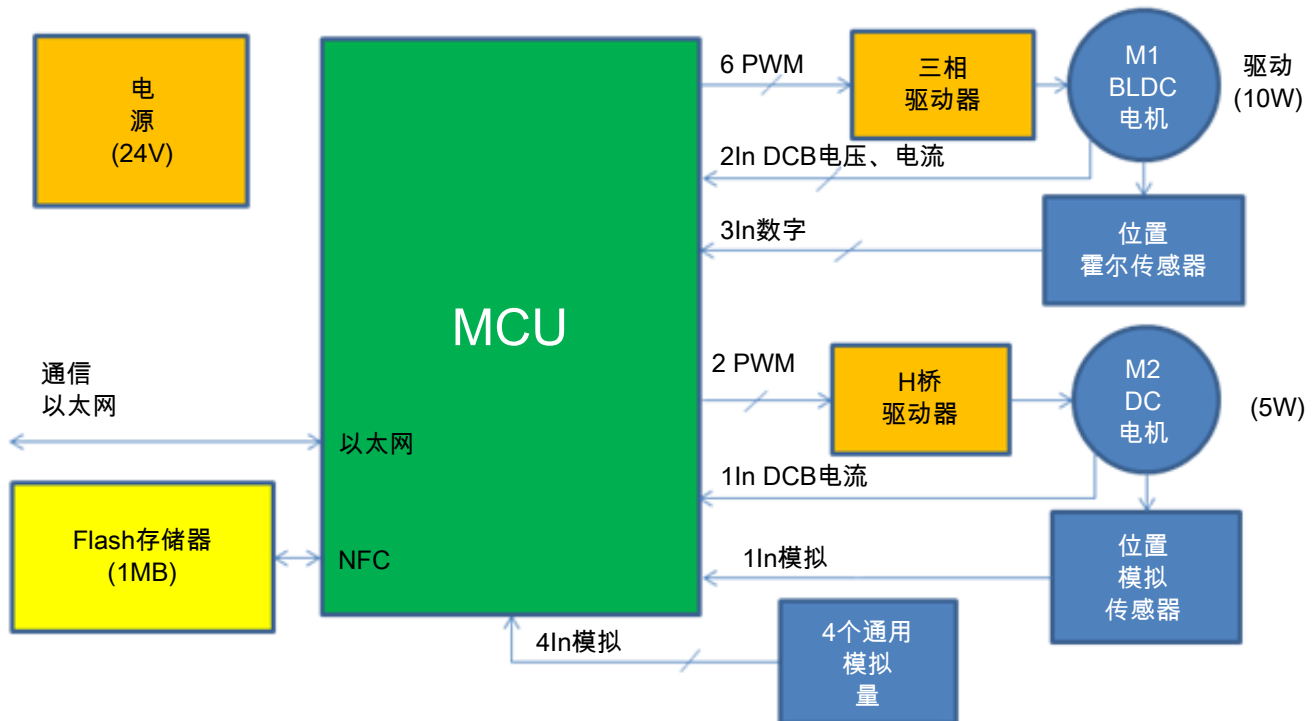 电
源
(24V)
MCU
6 PWM
三相
驱动器
M1
BLDC
电机
驱动
(10W)
2In DCB电压、电流
3In数字
位置
霍尔传感器
2 PWM
H桥
驱动器
M2
DC
电机
(5W)
1In DCB电流
1In模拟
位置
模拟
传感器
通信
以太网
以太网
Flash存储器
(1MB)
NFC
4In模拟
4个通用
模拟
量